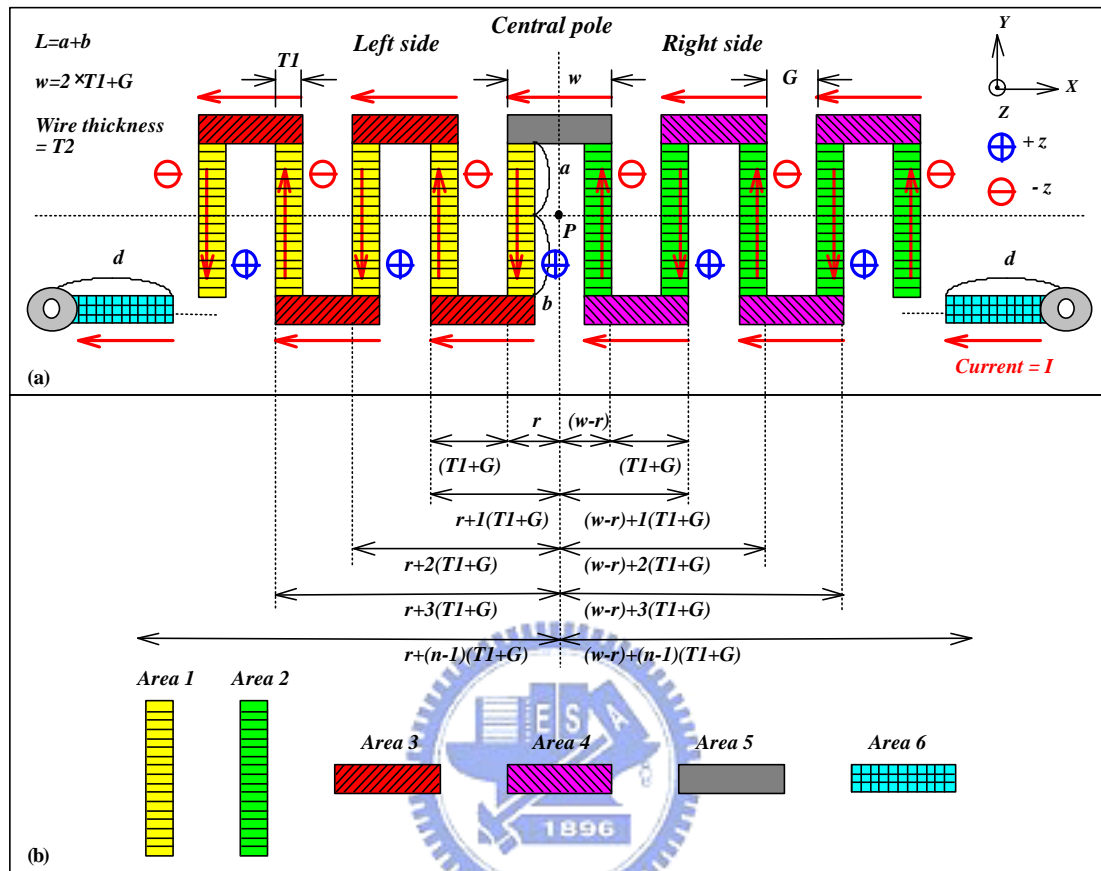 Central pole
L=a+b
Left side
Right side
T1
w=2×T1+G
w
G
Y
X
Z
Wire thickness
= T2
+ z
- z
a
P
b
d
d
Current = I
(a)
r
(w-r)
(T1+G)
(T1+G)
r+1(T1+G)
(w-r)+1(T1+G)
r+2(T1+G)
(w-r)+2(T1+G)
r+3(T1+G)
(w-r)+3(T1+G)
r+(n-1)(T1+G)
(w-r)+(n-1)(T1+G)
Area 1
Area 2
Area 3
Area 4
Area 5
Area 6
E S A
1896
(b)